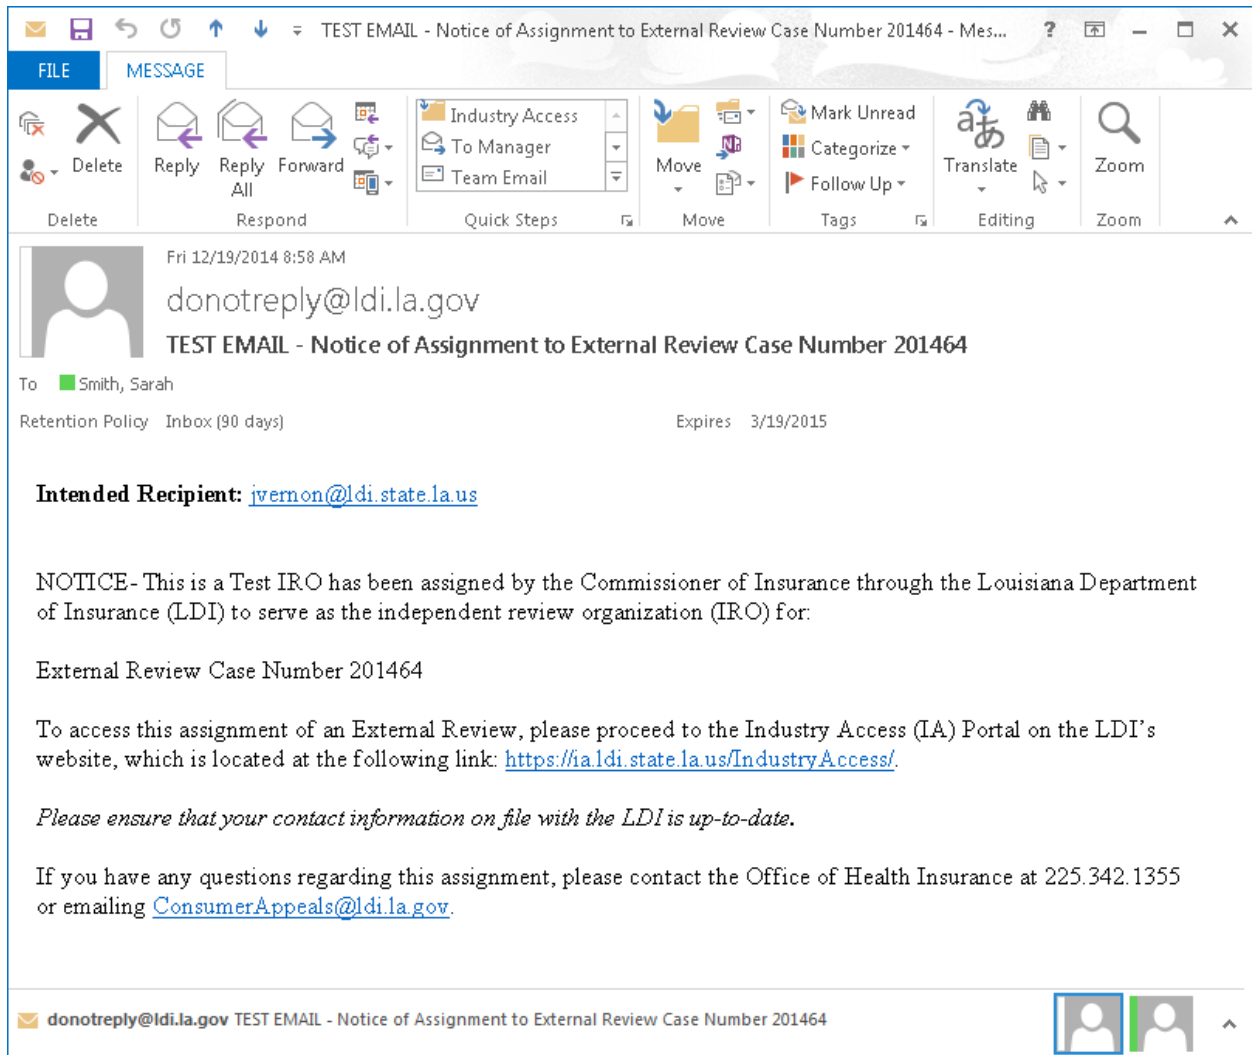 TEST EMAIL - Notice of Assignment to External Review Case Number 201464 - Mes... ?
FILE MESSAGE
Delete
Reply
Reply All
Forward
Industry Access
To Manager
Team Email
Move
Mark Unread
Categorize
Follow Up
Translate
Zoom
Delete Respond Quick Steps Move Tags Editing Zoom
Fri 12/19/2014 8:58 AM
donotreply@ldi.la.gov
TEST EMAIL - Notice of Assignment to External Review Case Number 201464
To Smith, Sarah
Retention Policy Inbox (90 days) Expires 3/19/2015
Intended Recipient: jvernon@ldi.state.la.us
NOTICE- This is a Test IRO has been assigned by the Commissioner of Insurance through the Louisiana Department
of Insurance (LDI) to serve as the independent review organization (IRO) for:
External Review Case Number 201464
To access this assignment of an External Review, please proceed to the Industry Access (IA) Portal on the LDI's
website, which is located at the following link: https://ia.ldi.state.la.us/IndustryAccess/.
Please ensure that your contact information on file with the LDI is up-to-date.
If you have any questions regarding this assignment, please contact the Office of Health Insurance at 225.342.1355
or emailing ConsumerAppeals@ldi.la.gov.
donotreply@ldi.la.gov TEST EMAIL - Notice of Assignment to External Review Case Number 201464